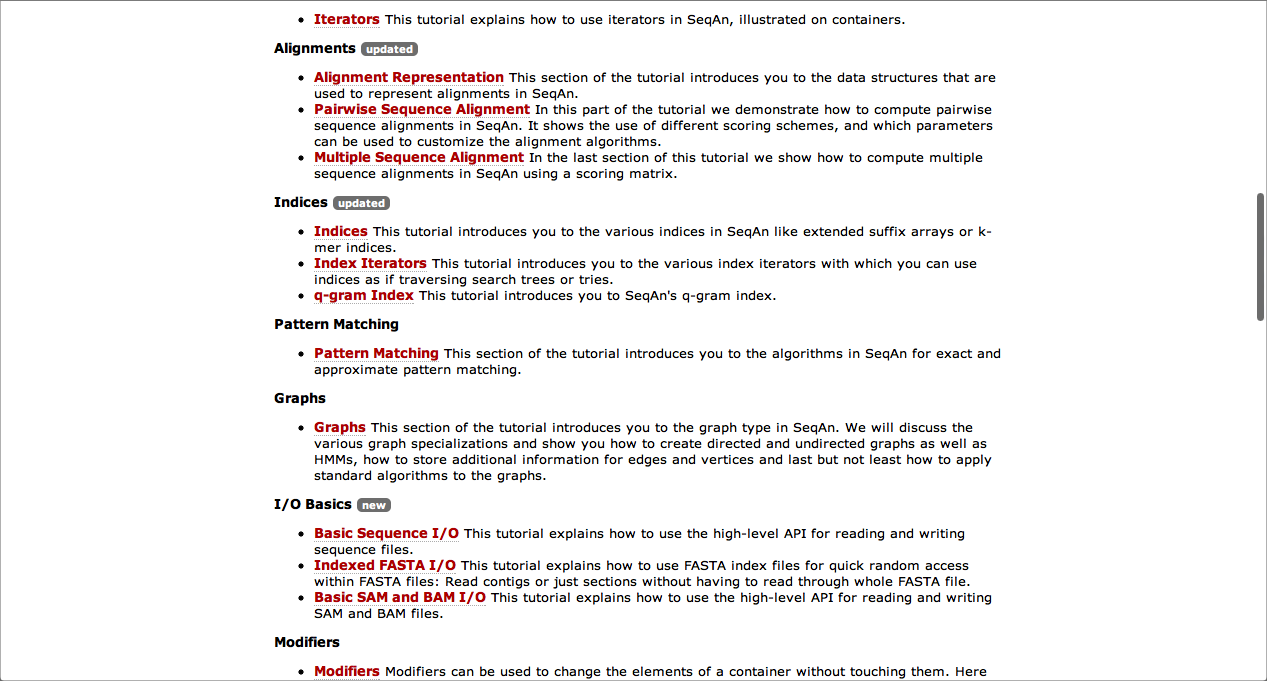 Iterators This tutorial explains how to use iterators in SeqAn, illustrated on containers.
Alignments updated
Alignment Representation This section of the tutorial introduces you to the data structures that are
used to represent alignments in SeqAn.
Pairwise Sequence Alignment In this part of the tutorial we demonstrate how to compute pairwise
sequence alignments in SeqAn. It shows the use of different scoring schemes, and which parameters
can be used to customize the alignment algorithms.
Multiple Sequence Alignment In the last section of this tutorial we show how to compute multiple
sequence alignments in SeqAn using a scoring matrix.
Indices updated
Indices This tutorial introduces you to the various indices in SeqAn like extended suffix arrays or k-
mer indices.
Index Iterators This tutorial introduces you to the various index iterators with which you can use
indices as if traversing search trees or tries.
q-gram Index This tutorial introduces you to SeqAn's q-gram index.
Pattern Matching
Pattern Matching This section of the tutorial introduces you to the algorithms in SeqAn for exact and
approximate pattern matching.
Graphs
Graphs This section of the tutorial introduces you to the graph type in SeqAn. We will discuss the
various graph specializations and show you how to create directed and undirected graphs as well as
HMMs, how to store additional information for edges and vertices and last but not least how to apply
standard algorithms to the graphs.
I/O Basics new
Basic Sequence I/O This tutorial explains how to use the high-level API for reading and writing
sequence files.
Indexed FASTA I/O This tutorial explains how to use FASTA index files for quick random access
within FASTA files: Read contigs or just sections without having to read through whole FASTA file.
Basic SAM and BAM I/O This tutorial explains how to use the high-level API for reading and writing
SAM and BAM files.
Modifiers
Modifiers Modifiers can be used to change the elements of a container without touching them. Here